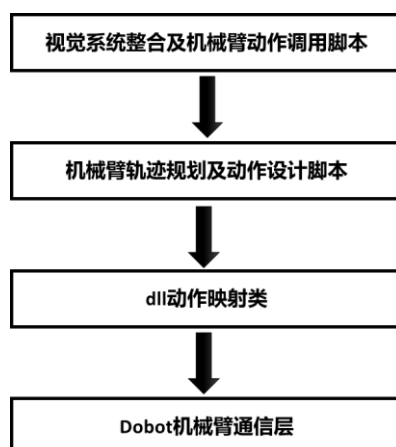 视觉系统整合及机械臂动作调用脚本
机械臂轨迹规划及动作设计脚本
dll动作映射类
Dobot机械臂通信层